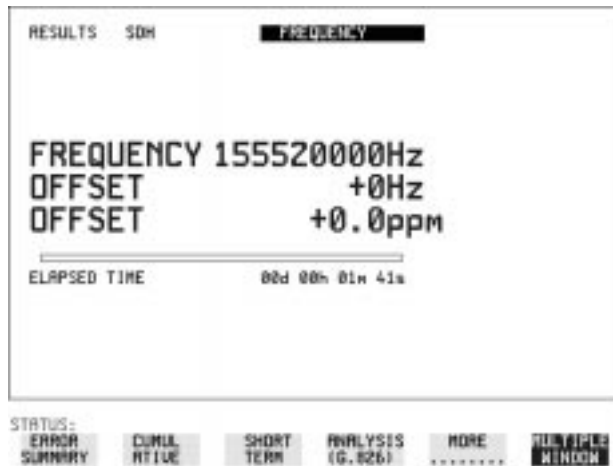 RESULTS SDH FREQUENCY
FREQUENCY 155520000Hz
OFFSET +0Hz
OFFSET +0.0ppm
ELAPSED TIME 00d 00h 01m 41s
STATUS:
ERROR SUMMARY CUMUL ATIVE SHORT TERM ANALYSIS (G.826) MORE ........ MULTIPLE WINDOW